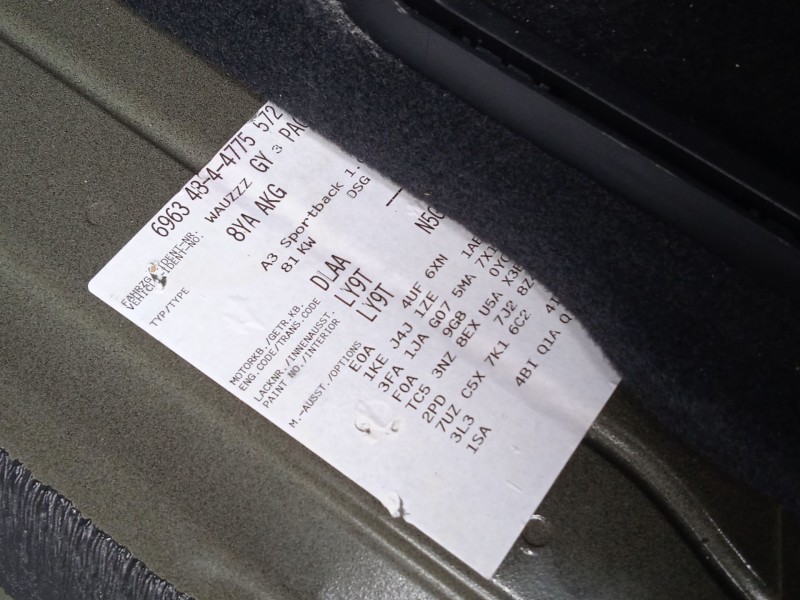 6963 43-4-4775 572
FAHRZG.-IDENT-NR. WAUZZZ GY 3 PA
VEHICLE-IDENT-NO.
TYP/TYPE 8YA AKG
A3 Sportback 1.
81 KW DSG
MOTORKB./GETR.KB. DLAA
ENG.CODE/TRANS.CODE
LACKNR./INNENAUSST. LY9T
PAINT NO./INTERIOR LY9T
M.-AUSST./OPTIONS
E0A 4UF 6XN
1KE J4J 1ZE
3FA 1JA G07 5MA 7X1
F0A 9G8
TC5 3NZ 8EX U5A
2PD 7J2
7UZ C5X 7K1 6C2
3L3
1SA 4BI Q1A